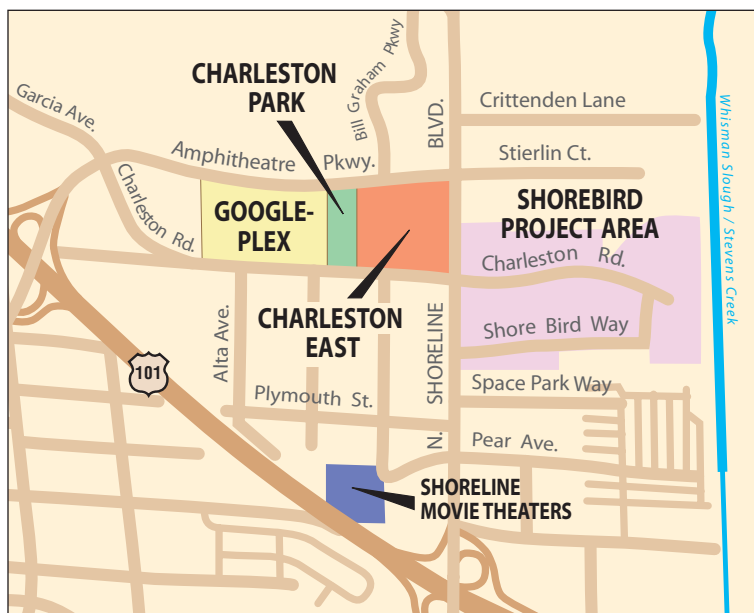 Garcia Ave.
CHARLESTON
PARK
Bill Graham Pkwy
BLVD.
Crittenden Lane
Whisman Slough / Stevens Creek
Amphitheatre Pkwy.
Stierlin Ct.
Charleston Rd.
GOOGLE-
PLEX
SHOREBIRD
PROJECT AREA
Charleston Rd.
CHARLESTON
EAST
Alta Ave.
N. SHORELINE
Shore Bird Way
101
Plymouth St.
Space Park Way
Pear Ave.
SHORELINE
MOVIE THEATERS